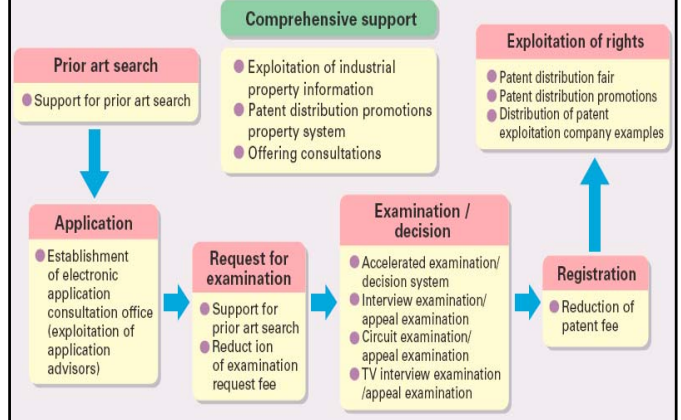 Comprehensive support
● Exploitation of industrial
property information
● Patent distribution promotions
property system
● Offering consultations
Prior art search
● Support for prior art search
Application
● Establishment
of electronic
application
consultation office
(exploitation of
application
advisors)
Request for
examination
● Support for
prior art search
● Reduct ion
of examination
request fee
Examination /
decision
● Accelerated examination/
decision system
● Interview examination/
appeal examination
● Circuit examination/
appeal examination
● TV interview examination
/appeal examination
Registration
● Reduction of
patent fee
Exploitation of rights
● Patent distribution fair
● Patent distribution promotions
● Distribution of patent
exploitation company examples